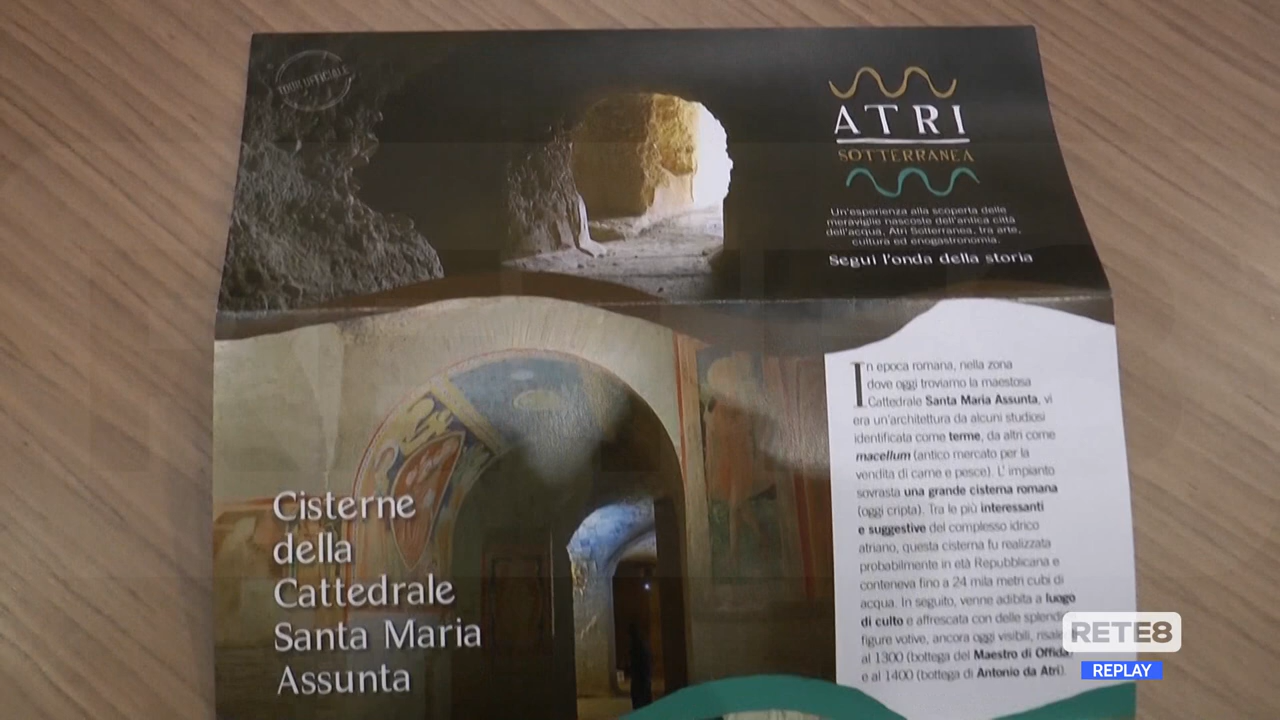 TOUR UFFICIALE
ATRI
SOTTERRANEA
Un'esperienza alla scoperta delle
meraviglie nascoste dell'antica città
dell'acqua, Atri Sotterranea, tra arte,
cultura ed enogastronomia.
Segui l'onda della storia
Cisterne
della
Cattedrale
Santa Maria
Assunta
In epoca romana, nella zona
dove oggi troviamo la maestosa
Cattedrale Santa Maria Assunta, vi
era un'architettura da alcuni studiosi
identificata come terme, da altri come
macellum (antico mercato per la
vendita di carne e pesce). L' impianto
sovrasta una grande cisterna romana
(oggi cripta). Tra le più interessanti
e suggestive del complesso idrico
atriano, questa cisterna fu realizzata
probabilmente in età Repubblicana e
conteneva fino a 24 mila metri cubi di
acqua. In seguito, venne adibita a luogo
di culto e affrescata con delle
figure votive, ancora oggi visibili,
al 1300 (bottega del Maestro di Offida)
e al 1400 (bottega di Antonio da Atri).
RETE8
REPLAY